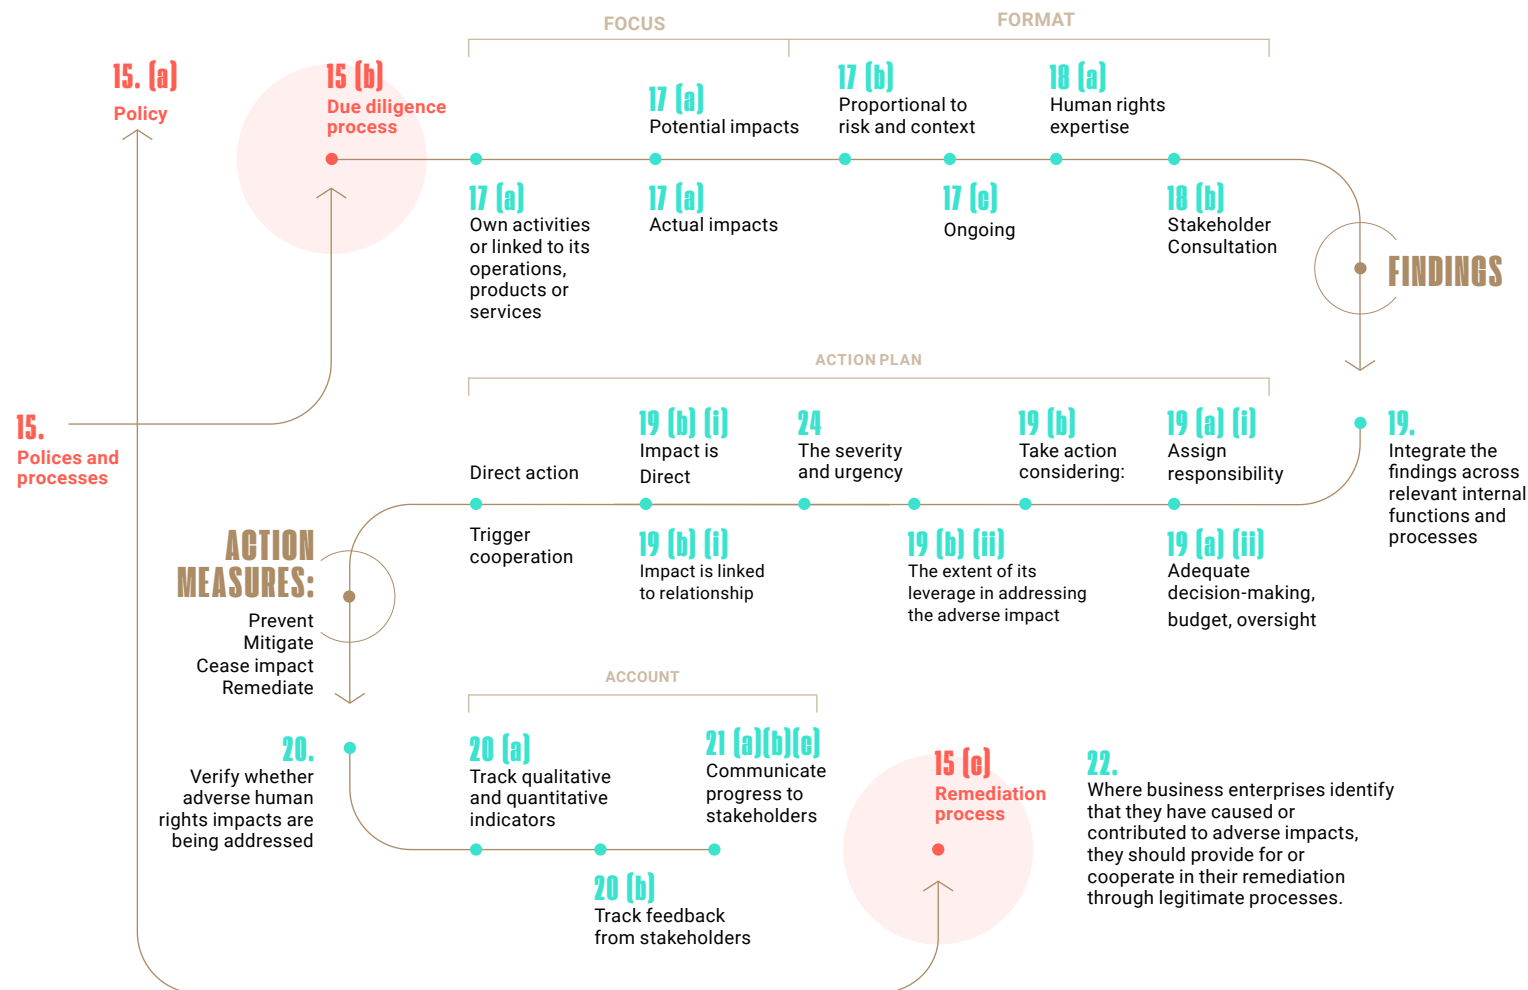 FOCUS
FORMAT
15. (a)
Policy
15 (b)
Due diligence
process
17 (a)
Potential impacts
17 (b)
Proportional to
risk and context
18 (a)
Human rights
expertise
17 (a)
Own activities
or linked to its
operations,
products or
services
17 (a)
Actual impacts
17 (c)
Ongoing
18 (b)
Stakeholder
Consultation
FINDINGS
ACTION PLAN
15.
Polices and
processes
Direct action
19 (b) (i)
Impact is
Direct
24
The severity
and urgency
19 (b)
Take action
considering:
19 (a) (i)
Assign
responsibility
19.
Integrate the
findings across
relevant internal
functions and
processes
Trigger
cooperation
19 (b) (i)
Impact is linked
to relationship
19 (b) (ii)
The extent of its
leverage in addressing
the adverse impact
19 (a) (ii)
Adequate
decision-making,
budget, oversight
ACTION
MEASURES:
Prevent
Mitigate
Cease impact
Remediate
ACCOUNT
20.
Verify whether
adverse human
rights impacts are
being addressed
20 (a)
Track qualitative
and quantitative
indicators
21 (a)(b)(c)
Communicate
progress to
stakeholders
20 (b)
Track feedback
from stakeholders
15 (c)
Remediation
process
22.
Where business enterprises identify
that they have caused or
contributed to adverse impacts,
they should provide for or
cooperate in their remediation
through legitimate processes.